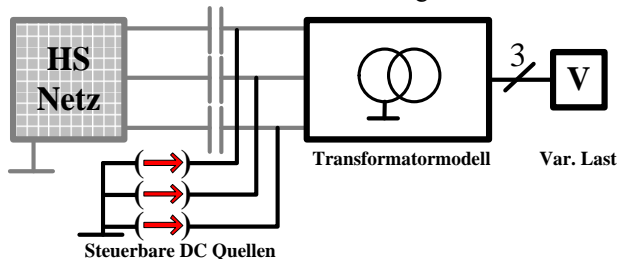 HS
Netz
3
V
Transformatormodell
Var. Last
Steuerbare DC Quellen